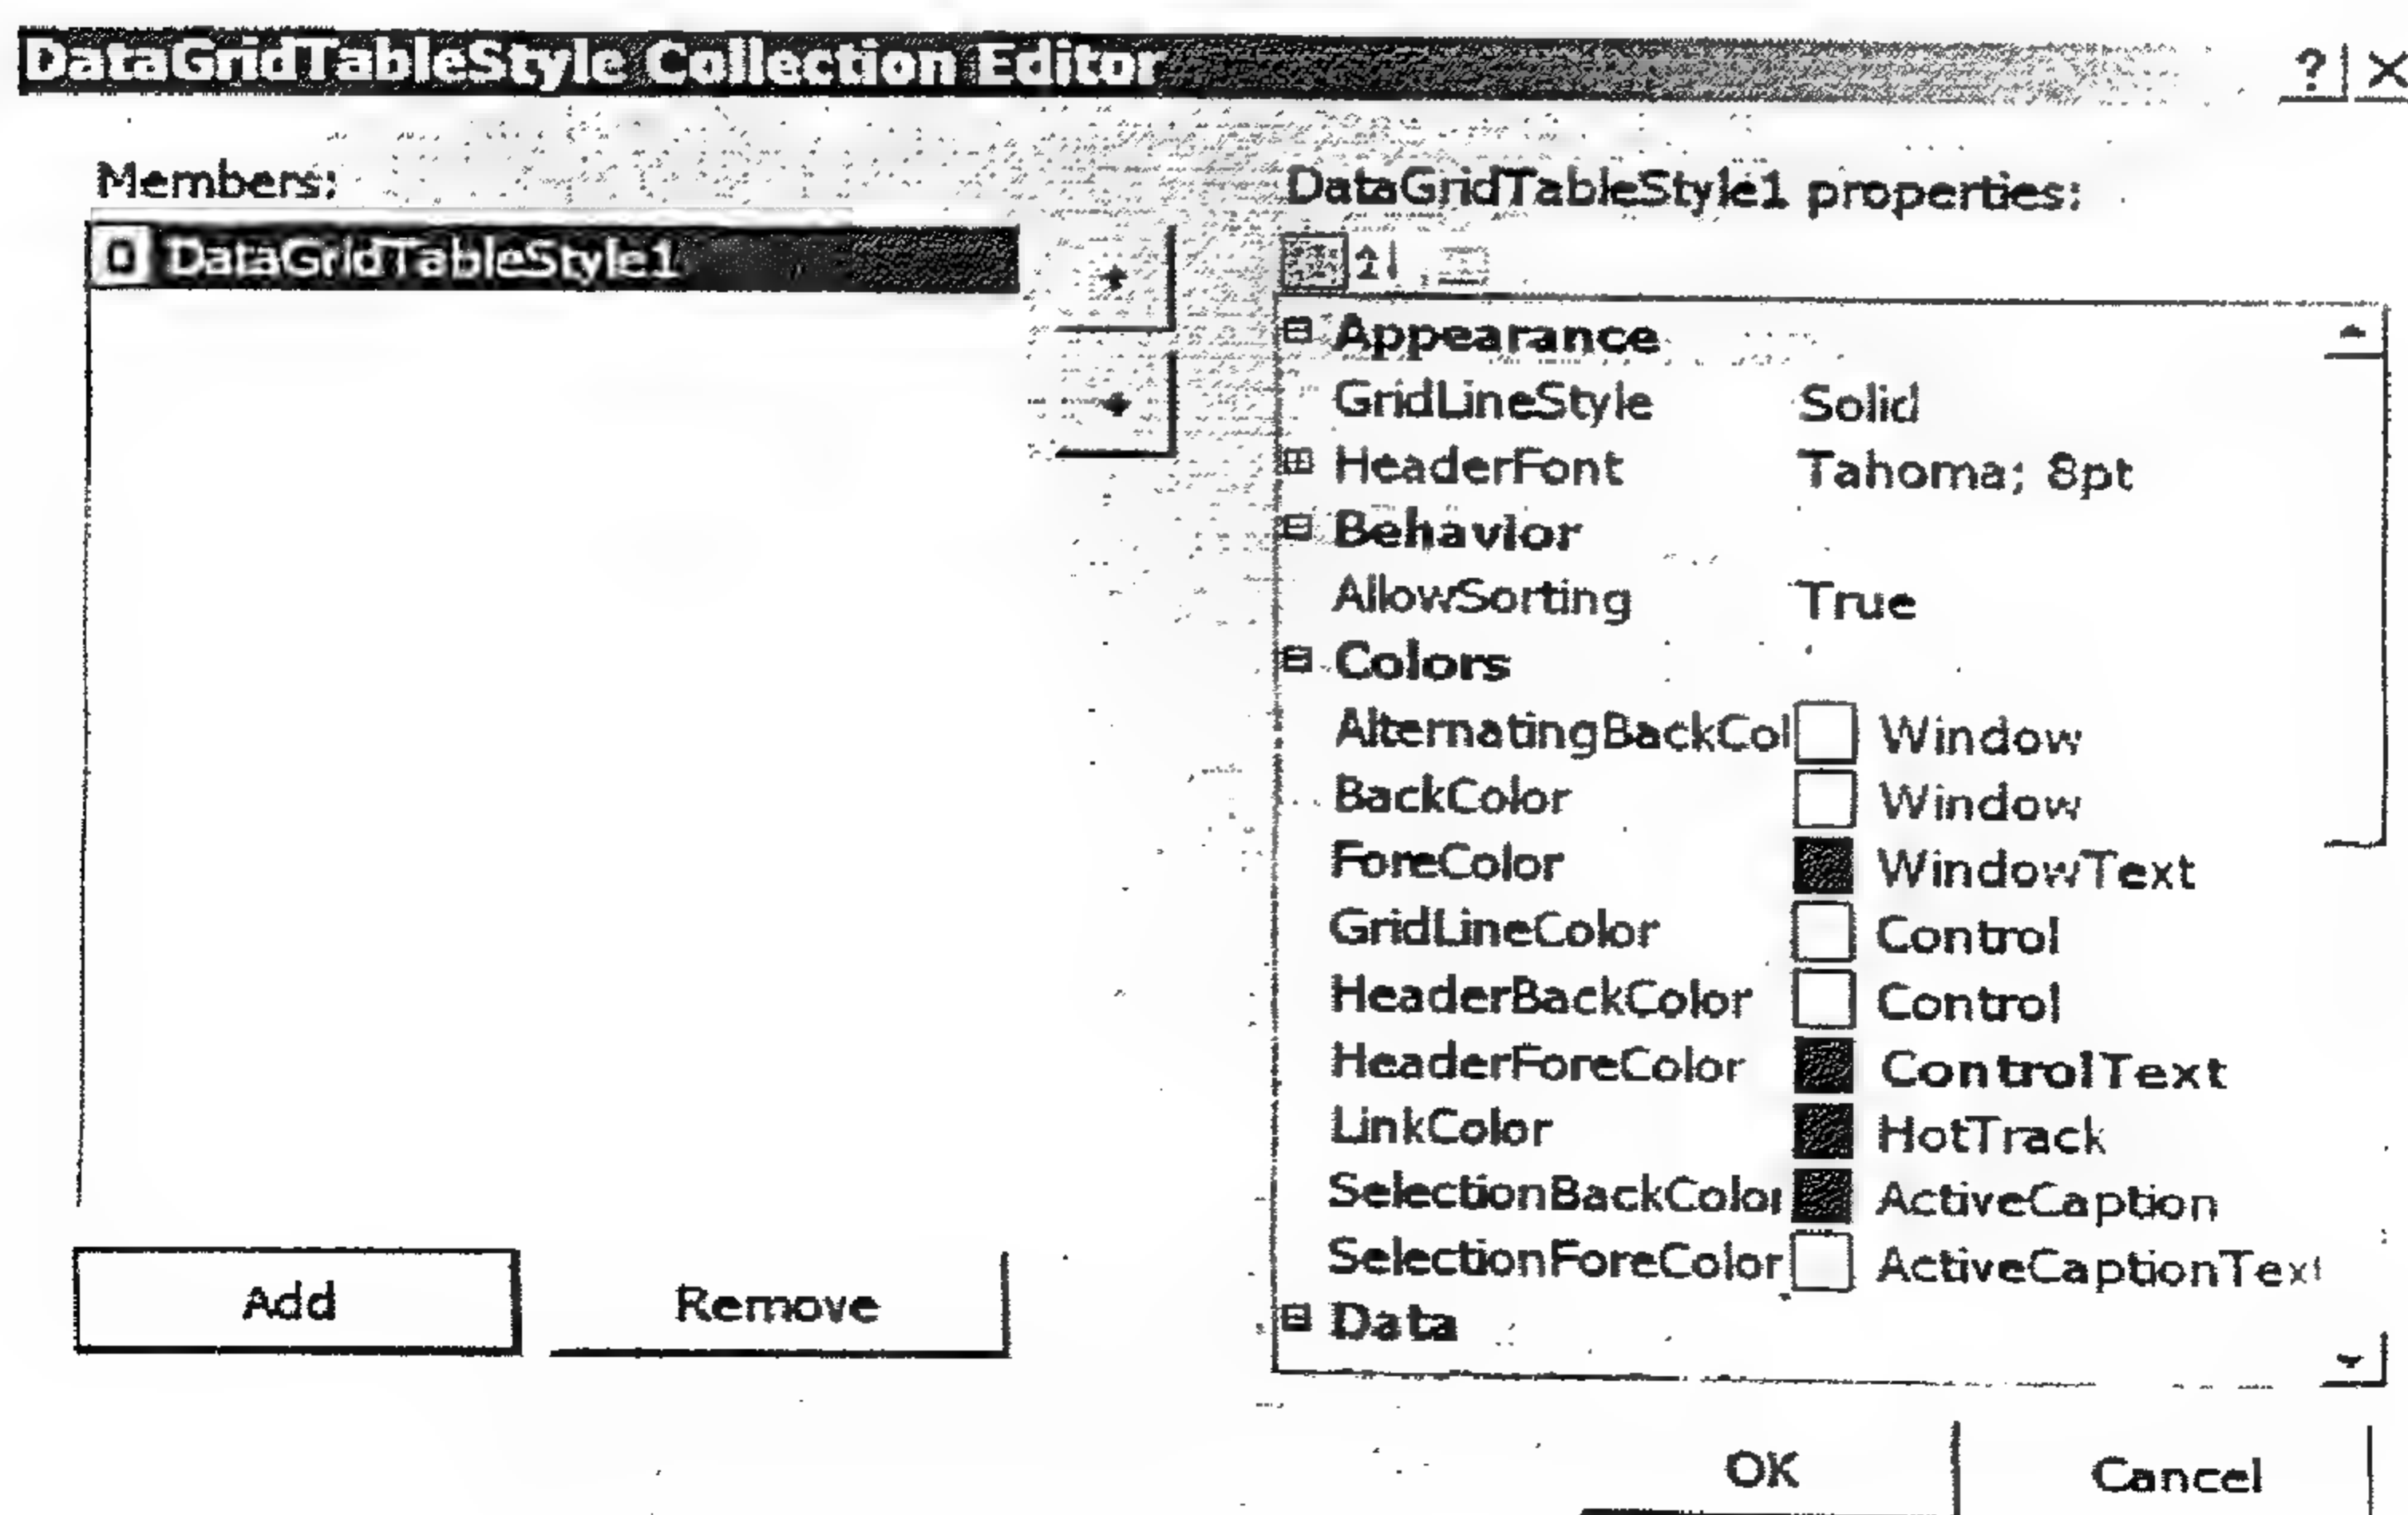 DataGridTableStyle Collection Editor ? X
Members:
0 DataGridTableStyle1
Add
Remove
DataGridTableStyle1 properties:
Appearance
GridLineStyle Solid
HeaderFont Tahoma; 8pt
Behavior
AllowSorting True
Colors
AlternatingBackCol Window
BackColor Window
ForeColor WindowText
GridLineColor Control
HeaderBackColor Control
HeaderForeColor ControlText
LinkColor HotTrack
SelectionBackColor ActiveCaption
SelectionForeColor ActiveCaptionText
Data
OK
Cancel